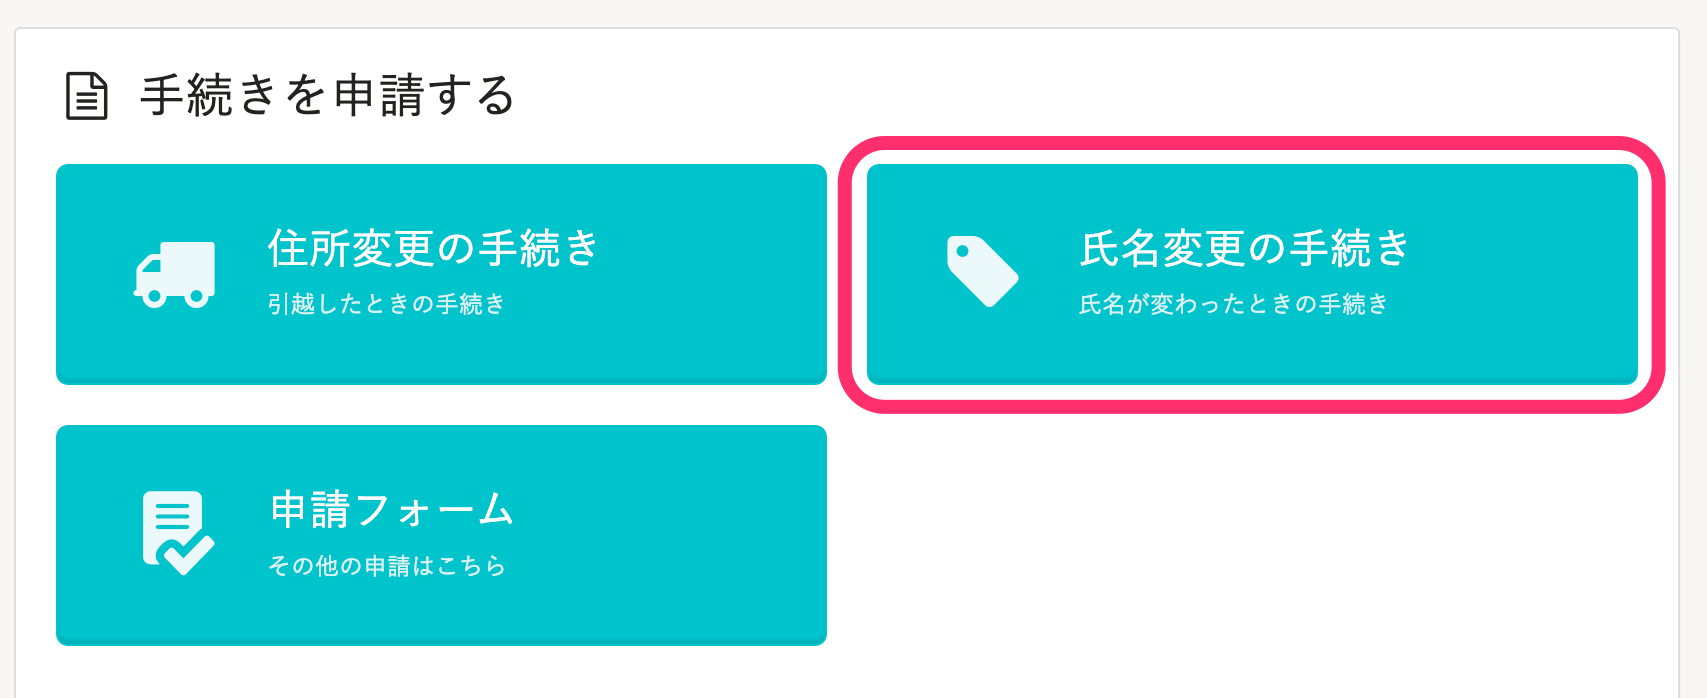 手続きを申請する
住所変更の手続き
引越したときの手続き
氏名変更の手続き
氏名が変わったときの手続き
申請フォーム
その他の申請はこちら